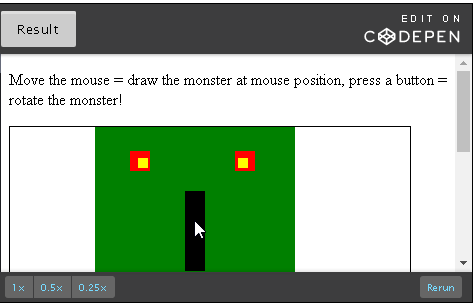 Result
EDIT ON
CODEPEN
Move the mouse = draw the monster at mouse position, press a button =
rotate the monster!
1× 0.5× 0.25×
Rerun